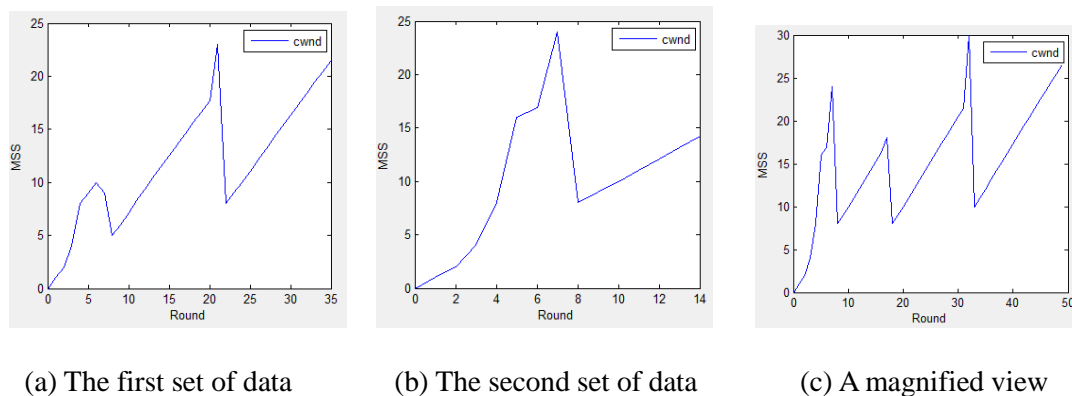 25
20
15
10
5
0
MSS
0 5 10 15 20 25 30 35
Round
cwnd
(a) The first set of data
25
20
15
10
5
0
MSS
0 2 4 6 8 10 12 14
Round
cwnd
(b) The second set of data
30
25
20
15
10
5
0
MSS
0 10 20 30 40 50
Round
cwnd
(c) A magnified view